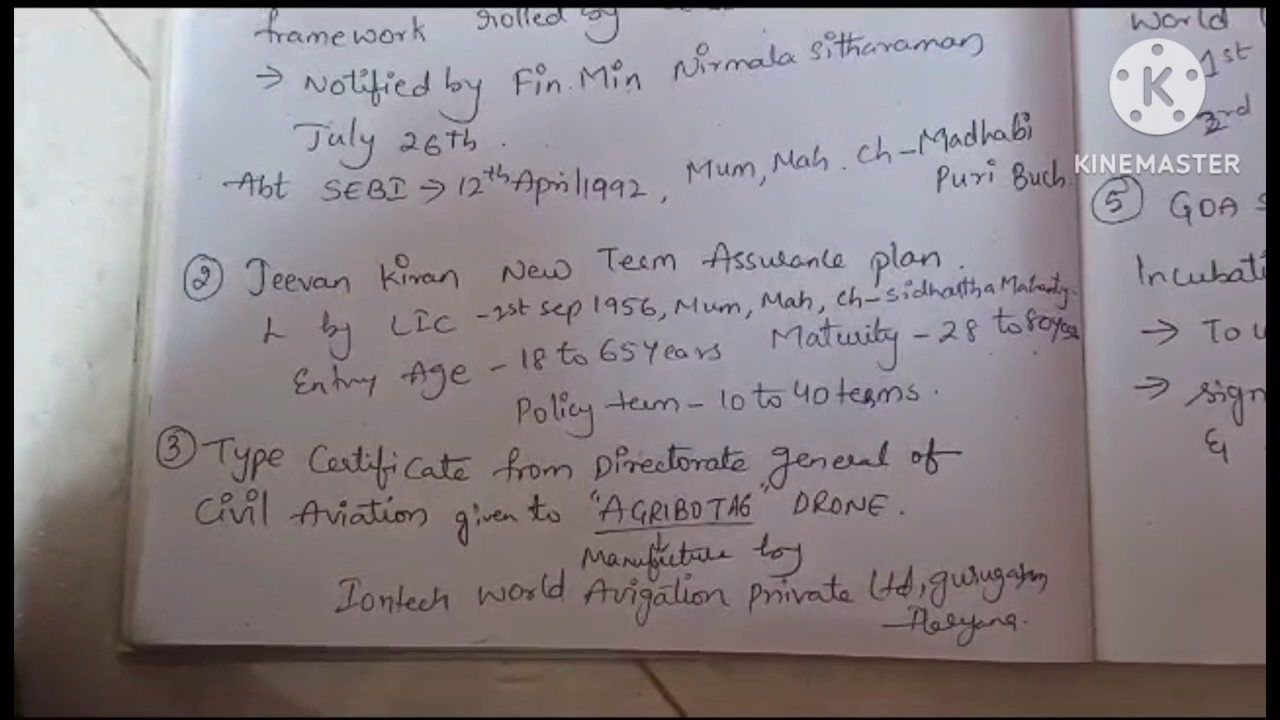 framework rolled by
→ Notified by Fin. Min Nirmala Sitharaman
July 26th.
Abt SEBI → 12th April 1992, Mum, Mah. Ch - Madhabi
Puri Buch
② Jeevan Kiran New Term Assurance plan.
L by LIC - 1st Sep 1956, Mum, Mah, Ch - Sidhartha Mohanty.
Entry Age - 18 to 65 Years Maturity - 28 to 80 Years
Policy term - 10 to 40 terms.
③ Type Certificate from Directorate general of
Civil Aviation given to "AGRIBOTA6" DRONE.
↓
Manufuture by
Iontech World Avigation Private Ltd, gurugram,
Haryana.
World
1st
3rd
⑤ GDA S
Incubati
→ To u
→ sign
&
K
KINEMASTER